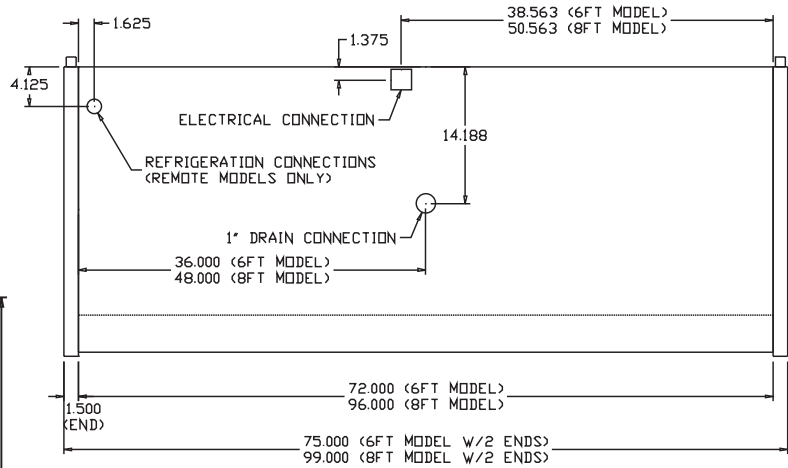 38.563 (6FT MODEL)
50.563 (8FT MODEL)
1.625
1.375
4.125
ELECTRICAL CONNECTION
14.188
REFRIGERATION CONNECTIONS
(REMOTE MODELS ONLY)
1" DRAIN CONNECTION
36.000 (6FT MODEL)
48.000 (8FT MODEL)
72.000 (6FT MODEL)
96.000 (8FT MODEL)
1.500
(END)
75.000 (6FT MODEL W/2 ENDS)
99.000 (8FT MODEL W/2 ENDS)